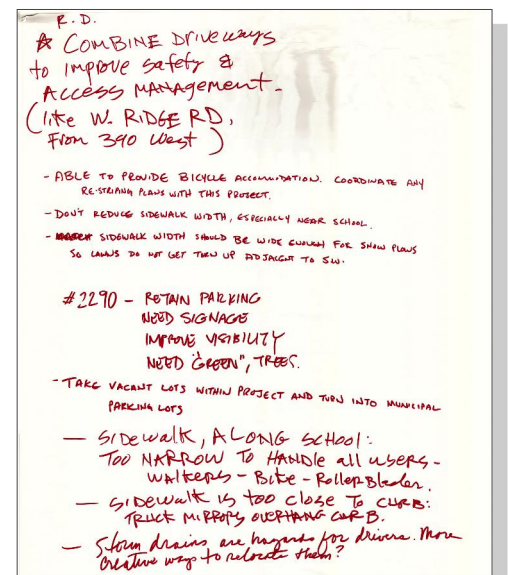 R.D.
☆ COMBINE Driveways
to improve safety &
ACCESS MANAGEMENT.
(like W. RIDGE RD,
From 390 West)
- ABLE TO PROVIDE BICYCLE ACCOMMODATION. COORDINATE ANY
RE-STRIPING PLANS WITH THIS PROJECT.
- DON'T REDUCE SIDEWALK WIDTH, ESPECIALLY NEAR SCHOOL.
- SIDEWALK WIDTH SHOULD BE WIDE ENOUGH FOR SNOW PLOWS
SO LAWNS DO NOT GET TORN UP ADJACENT TO SW.
#2290 - RETAIN PARKING
NEED SIGNAGE
IMPROVE VISIBILITY
NEED "GREEN", TREES.
- TAKE VACANT LOTS WITHIN PROJECT AND TURN INTO MUNICIPAL
PARKING LOTS
- SIDEWALK, ALONG SCHOOL:
TOO NARROW TO HANDLE all users -
WALKERS - Bike - RollerBlader.
- SIDEWALK IS too close To CURB:
TRUCK MIRRORS OVERHANG CURB.
- Storm drains are hazards for drivers. More
creative way to relocate them?